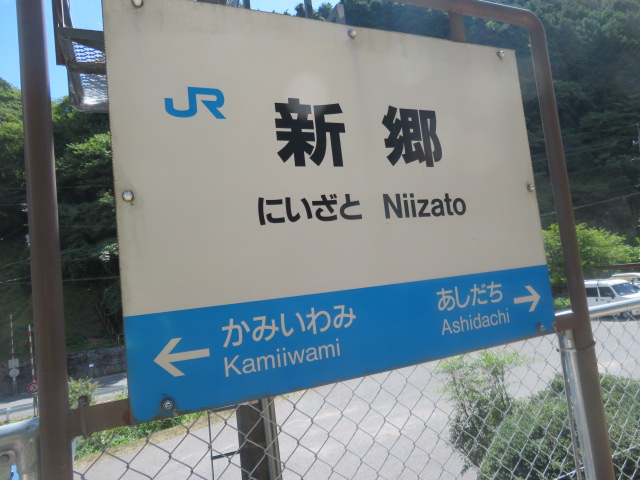 JR
新郷
にいざと Niizato
かみいわみ
Kamiiwami
あしだち
Ashidachi